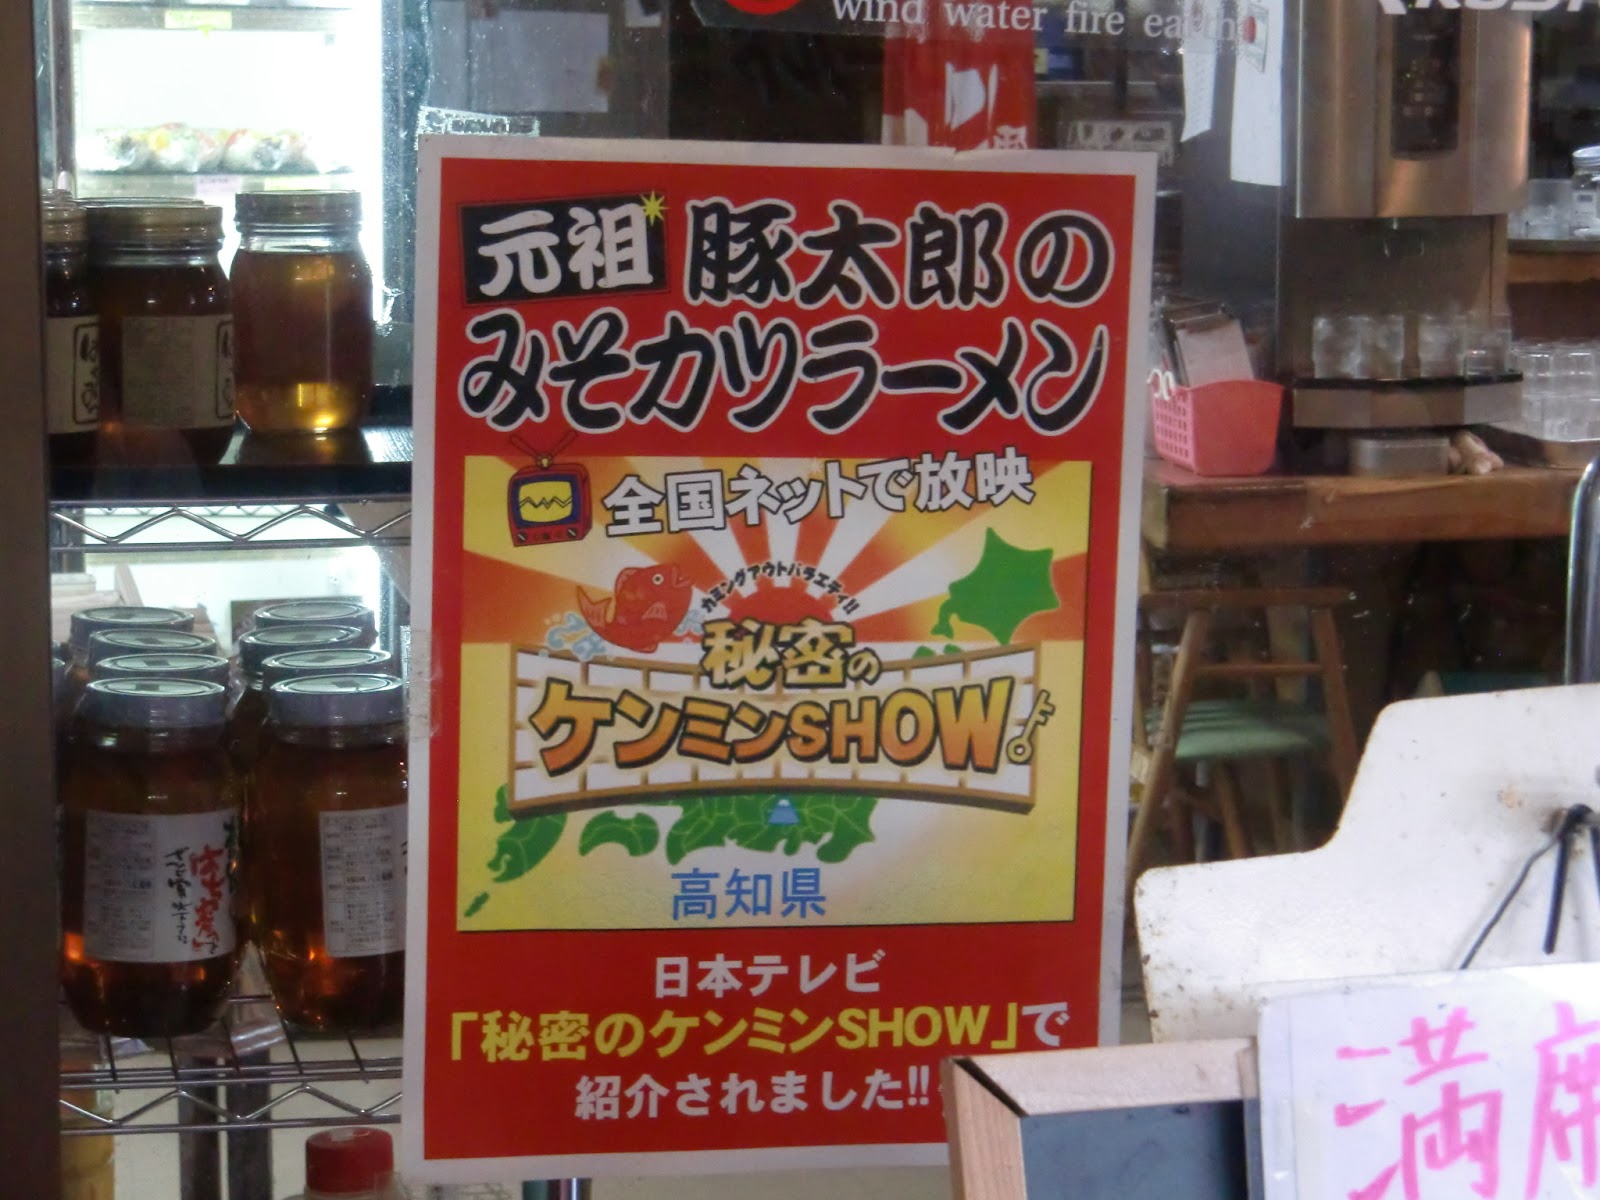 wind water fire earth
元祖 豚太郎の
みそカツラーメン
全国ネットで放映
カミングアウトバラエティ!!
秘密の
ケンミンSHOW
高知県
日本テレビ
「秘密のケンミンSHOW」で
紹介されました!!
満席